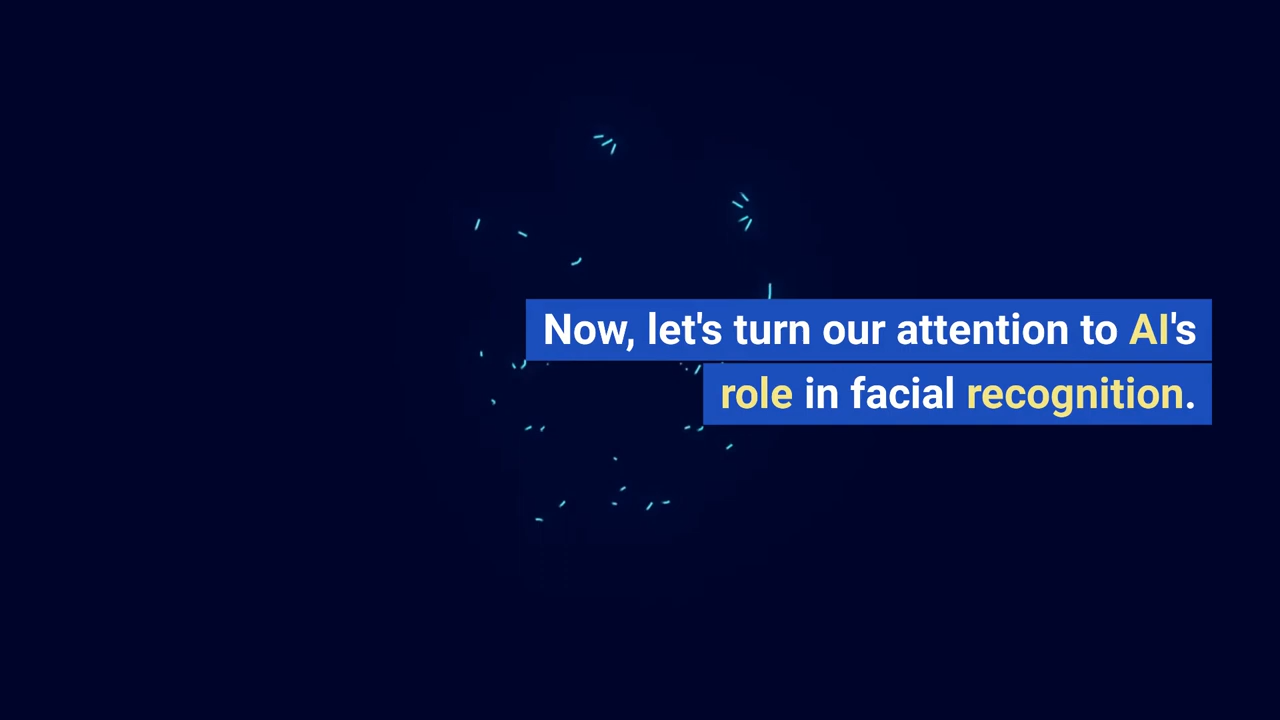 Now, let's turn our attention to AI's
role in facial recognition.